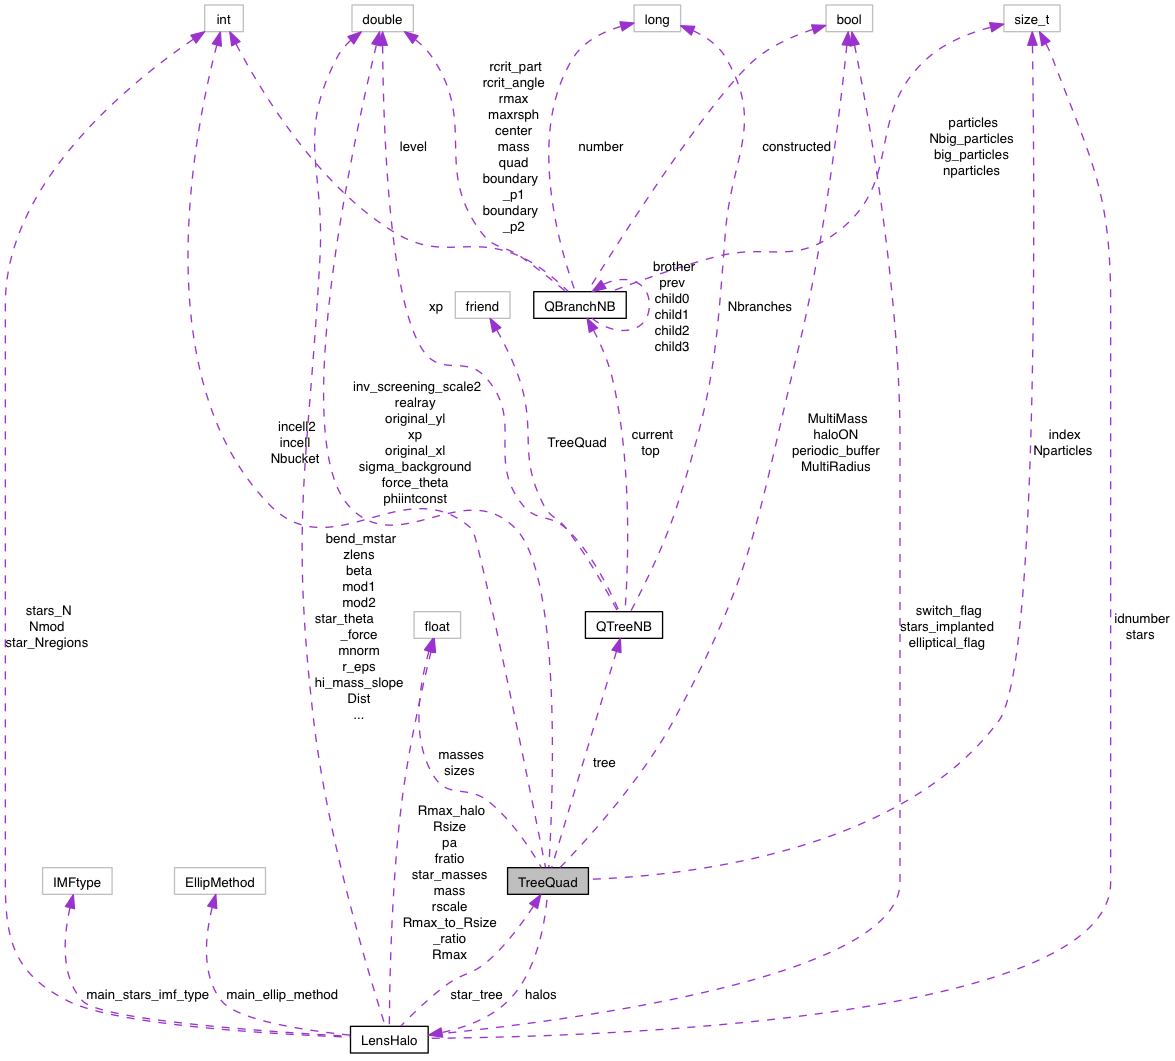 int
double
long
bool
size_t
rcrit_part
rcrit_angle
rmax
maxrsph
center
mass
quad
boundary
_p1
boundary
_p2
level
number
constructed
particles
Nbig_particles
big_particles
nparticles
brother
prev
child0
child1
child2
child3
xp
friend
QBranchNB
Nbranches
inv_screening_scale2
realray
original_yl
xp
original_xl
sigma_background
force_theta
phiintconst
incell2
incell
Nbucket
TreeQuad
current
top
MultiMass
haloON
periodic_buffer
MultiRadius
index
Nparticles
bend_mstar
zlens
beta
mod1
mod2
star_theta
_force
mnorm
r_eps
hi_mass_slope
Dist
...
stars_N
Nmod
star_Nregions
float
QTreeNB
switch_flag
stars_implanted
elliptical_flag
idnumber
stars
masses
sizes
tree
Rmax_halo
Rsize
pa
fratio
star_masses
mass
rscale
Rmax_to_Rsize
_ratio
Rmax
IMFtype
EllipMethod
TreeQuad
main_stars_imf_type
main_ellip_method
star_tree
halos
LensHalo